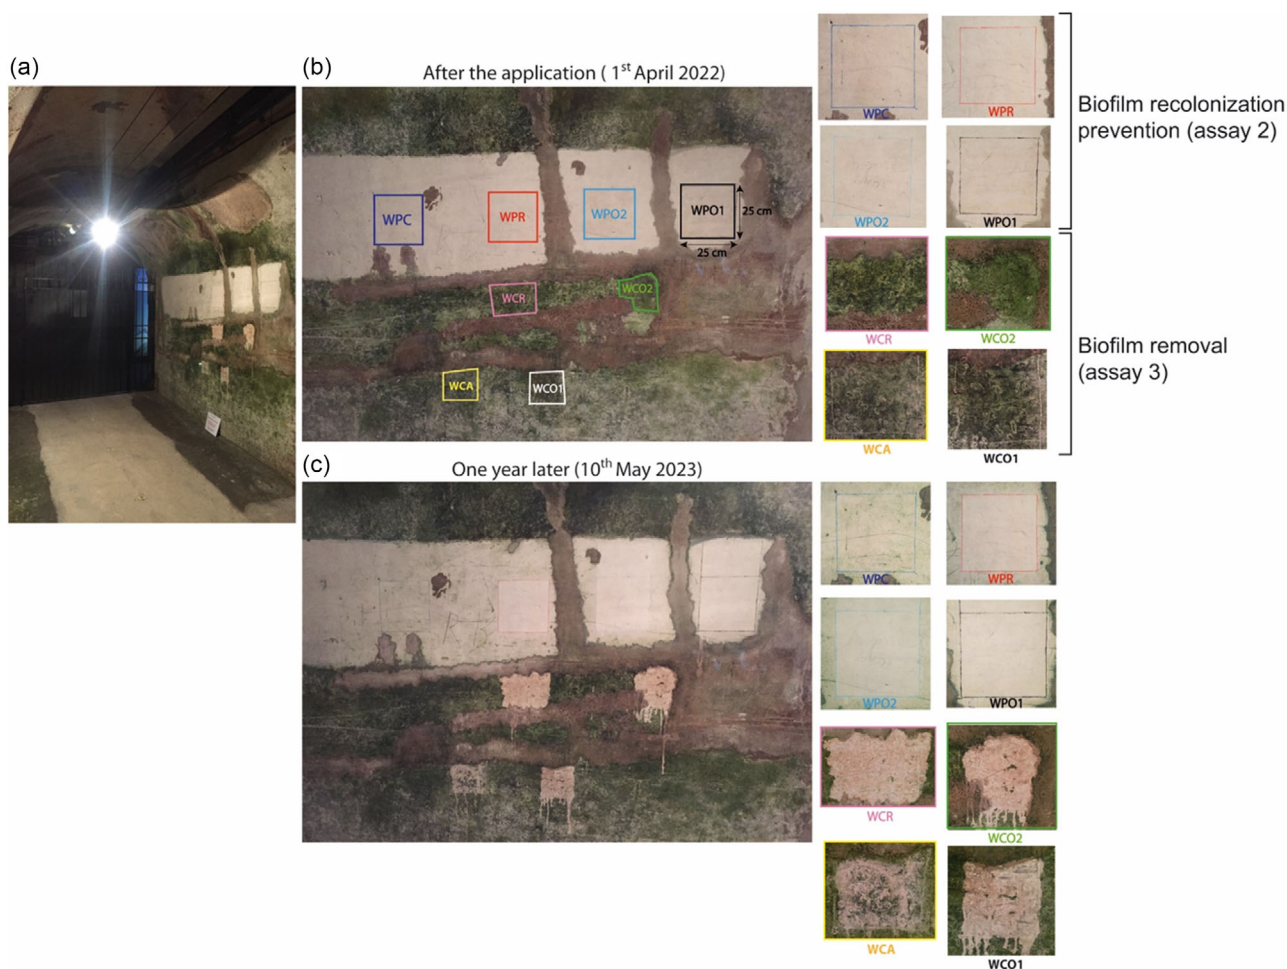 (a)
(b)
After the application ( 1st April 2022)
WPC
WPR
WPO2
WPO1
25 cm
25 cm
WCR
WCO2
WCA
WCO1
WPC
WPR
WPO2
WPO1
Biofilm recolonization
prevention (assay 2)
WCR
WCO2
WCA
WCO1
Biofilm removal
(assay 3)
(c)
One year later (10th May 2023)
WPC
WPR
WPO2
WPO1
WCR
WCO2
WCA
WCO1